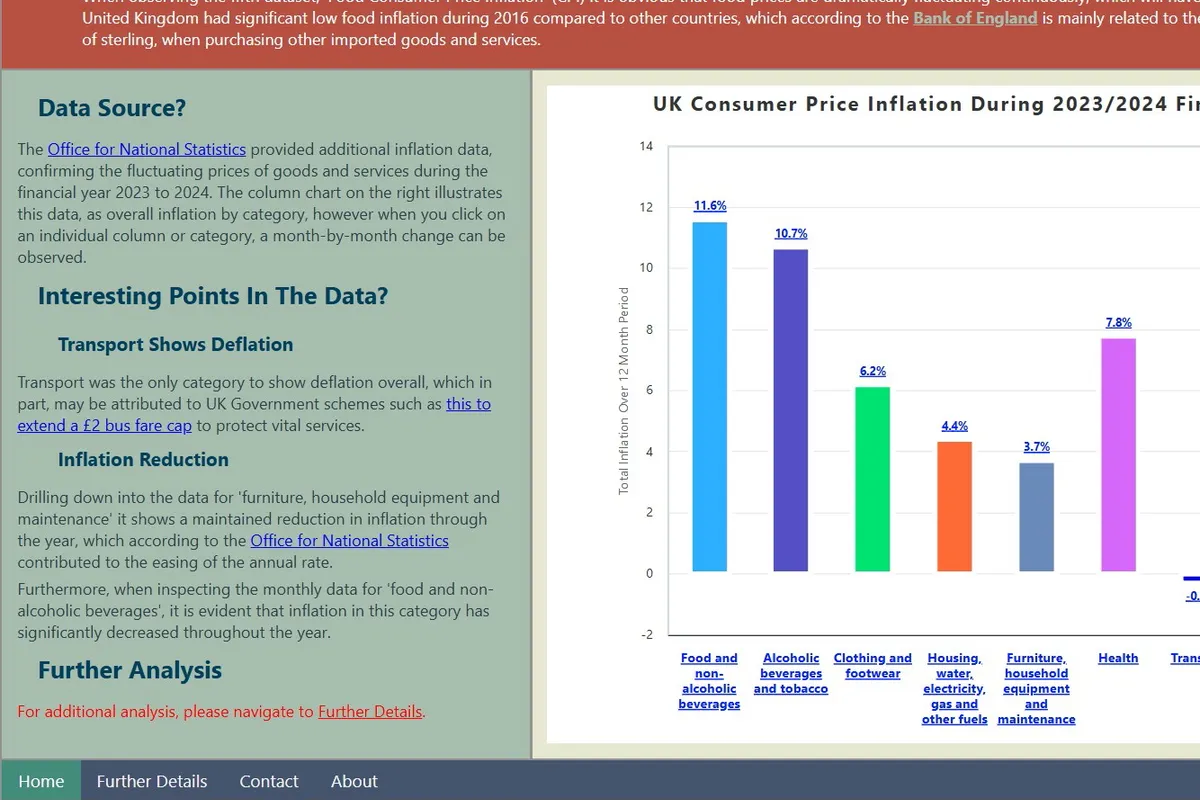 United Kingdom had significant low food inflation during 2016 compared to other countries, which according to the Bank of England is mainly related to the
of sterling, when purchasing other imported goods and services.
Data Source?
The Office for National Statistics provided additional inflation data,
confirming the fluctuating prices of goods and services during the
financial year 2023 to 2024. The column chart on the right illustrates
this data, as overall inflation by category, however when you click on
an individual column or category, a month-by-month change can be
observed.
Interesting Points In The Data?
Transport Shows Deflation
Transport was the only category to show deflation overall, which in
part, may be attributed to UK Government schemes such as this to
extend a £2 bus fare cap to protect vital services.
Inflation Reduction
Drilling down into the data for 'furniture, household equipment and
maintenance' it shows a maintained reduction in inflation through
the year, which according to the Office for National Statistics
contributed to the easing of the annual rate.
Furthermore, when inspecting the monthly data for 'food and non-
alcoholic beverages', it is evident that inflation in this category has
significantly decreased throughout the year.
Further Analysis
For additional analysis, please navigate to Further Details.
UK Consumer Price Inflation During 2023/2024
Total Inflation Over 12 Month Period
14
12
10
8
6
4
2
0
-2
11.6%
10.7%
6.2%
4.4%
3.7%
7.8%
-0.
Food and
non-
alcoholic
beverages
Alcoholic
beverages
and tobacco
Clothing and
footwear
Housing,
water,
electricity,
gas and
other fuels
Furniture,
household
equipment
and
maintenance
Health
Home
Further Details
Contact
About